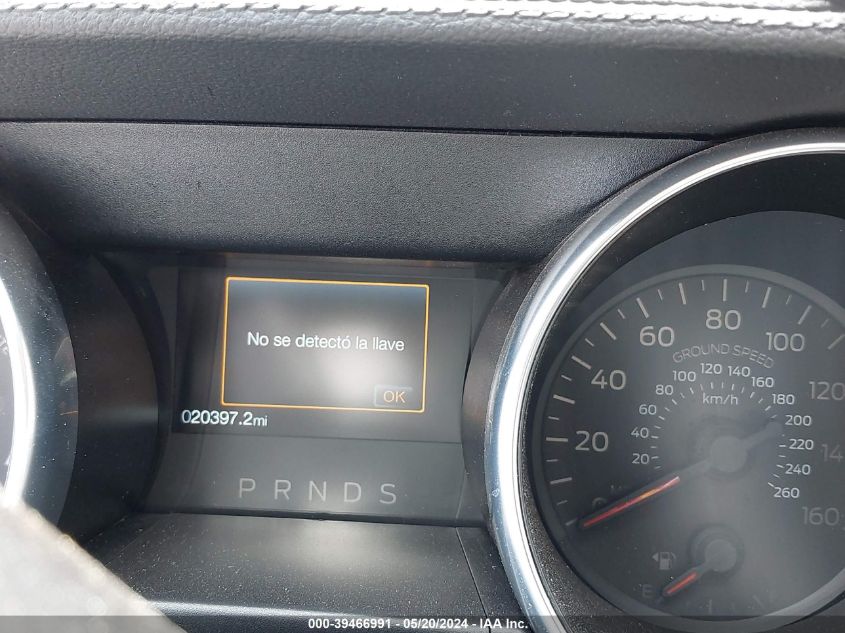 No se detectó la llave
OK
020397.2mi
P R N D S
20 40 60 80 100 120 160
GROUND SPEED
20 40 60 80 100 120 140 160 180 200 220 240 260
km/h
E
000-39466991 - 05/20/2024 - IAA Inc.